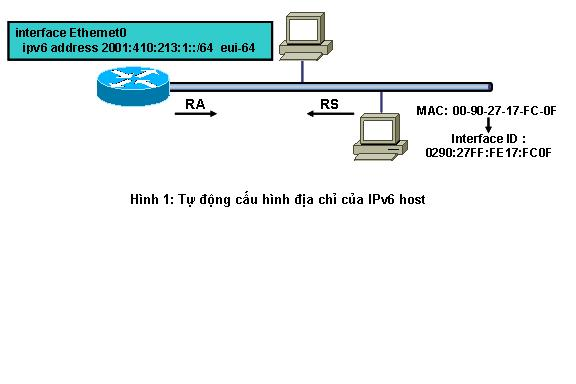 interface Ethernet0
ipv6 address 2001:410:213:1::/64 eui-64
RA
RS
MAC: 00-90-27-17-FC-0F
Interface ID :
0290:27FF:FE17:FC0F
Hình 1: Tự động cấu hình địa chỉ của IPv6 host